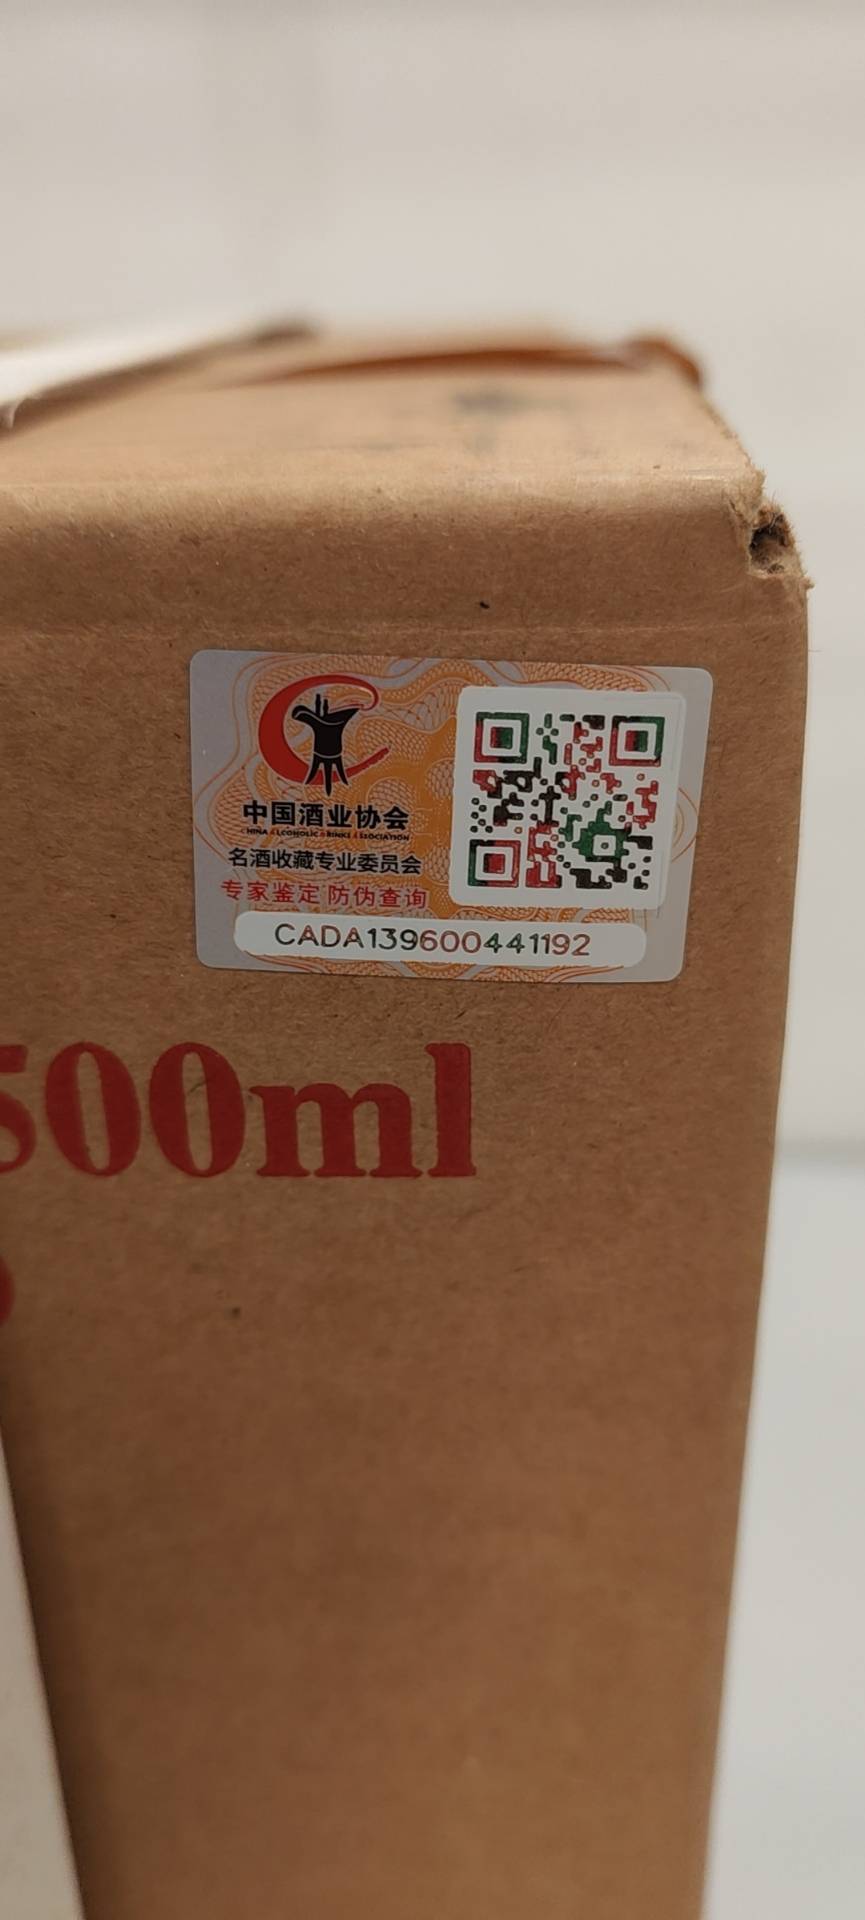 中国酒业协会
CHINA ALCOHOLIC DRINKS ASSOCIATION
名酒收藏专业委员会
专家鉴定 防伪查询
CADA139600441192
500ml